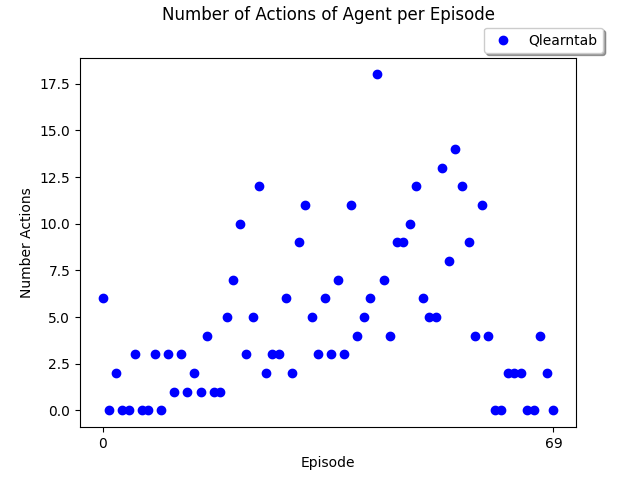 Number of Actions of Agent per Episode
Qlearntab
17.5
15.0
12.5
10.0
7.5
5.0
2.5
0.0
Number Actions
0 69
Episode